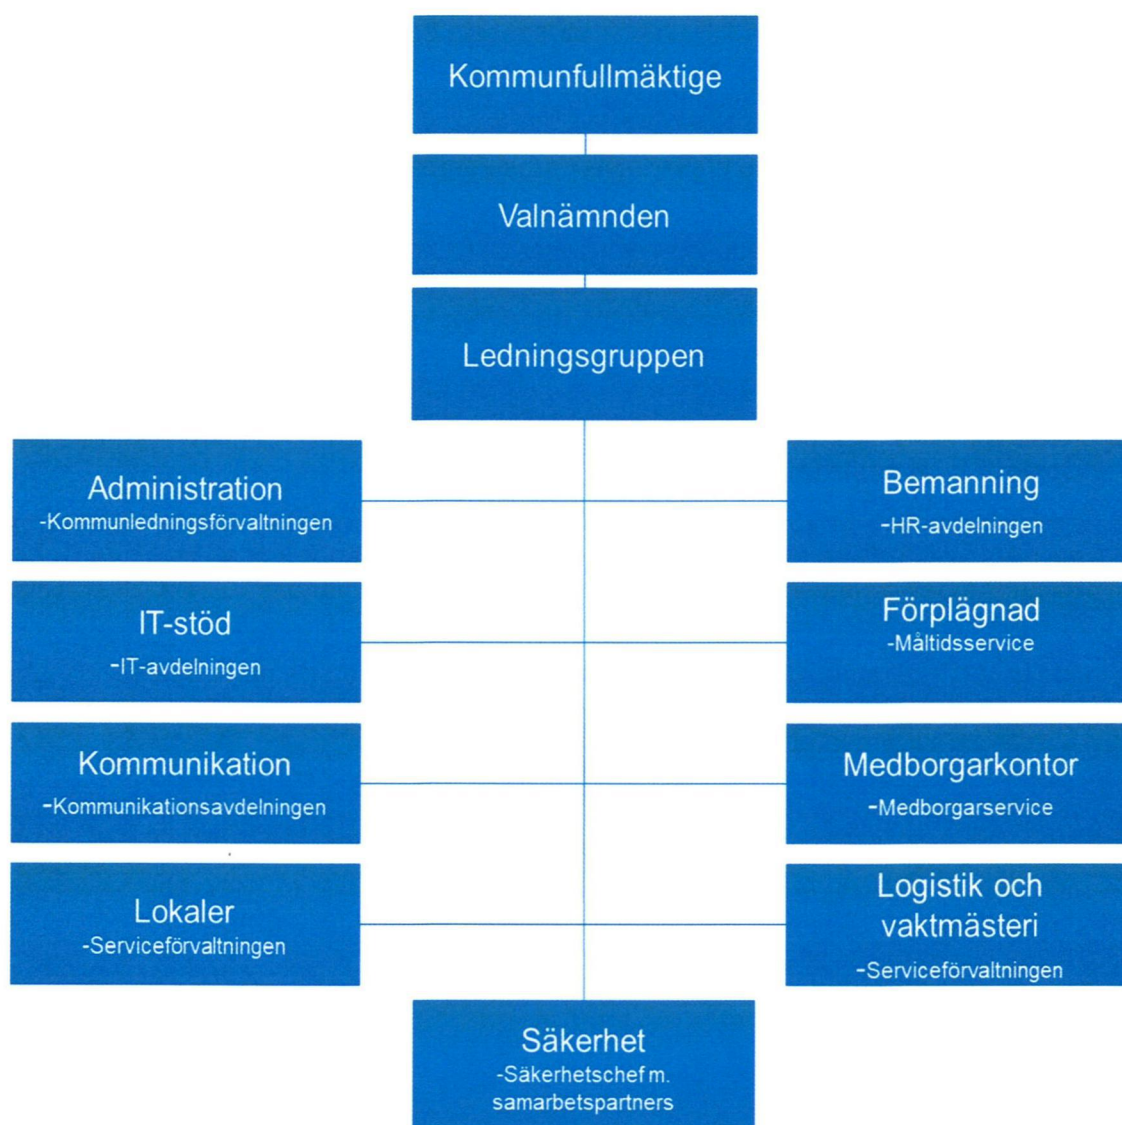 Kommunfullmäktige
Valnämnden
Ledningsgruppen
Administration
-Kommunledningsförvaltningen
Bemanning
-HR-avdelningen
IT-stöd
-IT-avdelningen
Förplägnad
-Måltidsservice
Kommunikation
-Kommunikationsavdelningen
Medborgarkontor
-Medborgarservice
Lokaler
-Serviceförvaltningen
Logistik och
vaktmästeri
-Serviceförvaltningen
Säkerhet
-Säkerhetschef m.
samarbetspartners